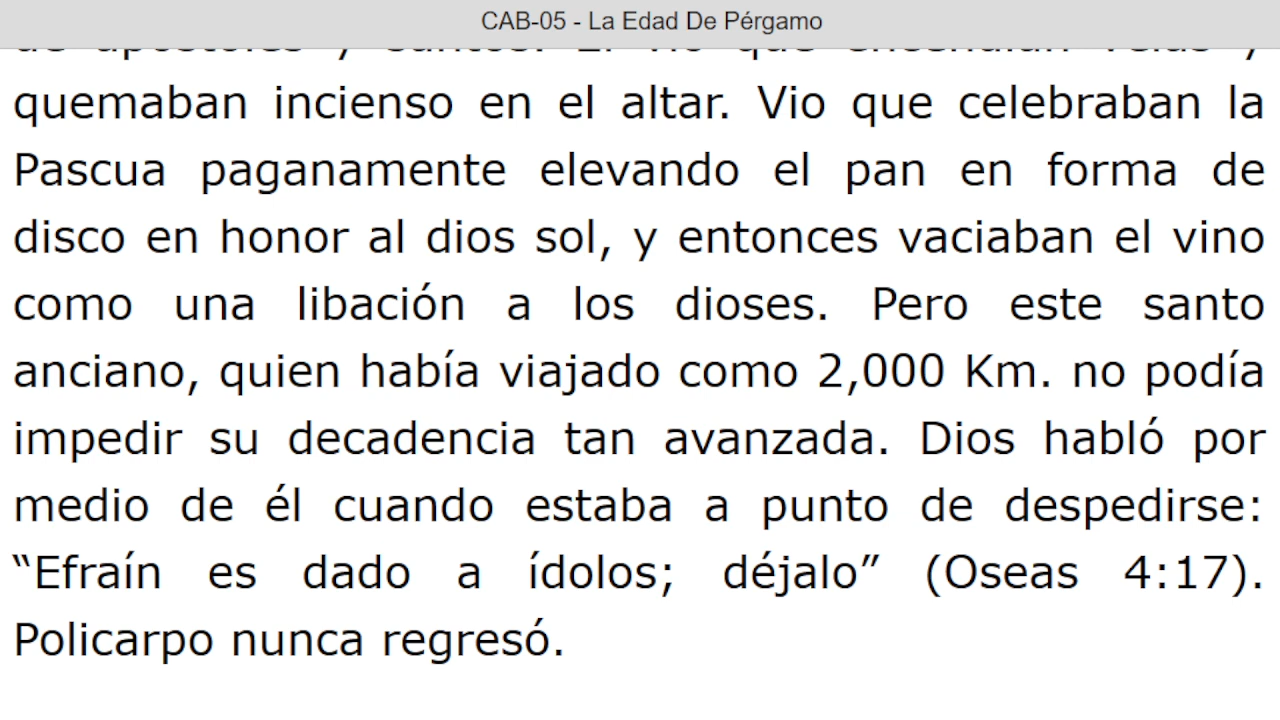 CAB-05 - La Edad De Pérgamo
quemaban incienso en el altar. Vio que celebraban la
Pascua paganamente elevando el pan en forma de
disco en honor al dios sol, y entonces vaciaban el vino
como una libación a los dioses. Pero este santo
anciano, quien había viajado como 2,000 Km. no podía
impedir su decadencia tan avanzada. Dios habló por
medio de él cuando estaba a punto de despedirse:
“Efraín es dado a ídolos; déjalo” (Oseas 4:17).
Policarpo nunca regresó.